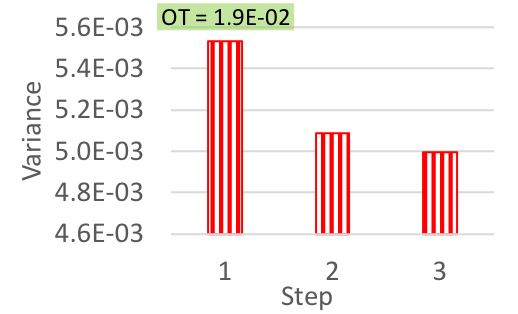 OT = 1.9E-02
5.6E-03
5.4E-03
5.2E-03
5.0E-03
4.8E-03
4.6E-03
Variance
1 2 3
Step